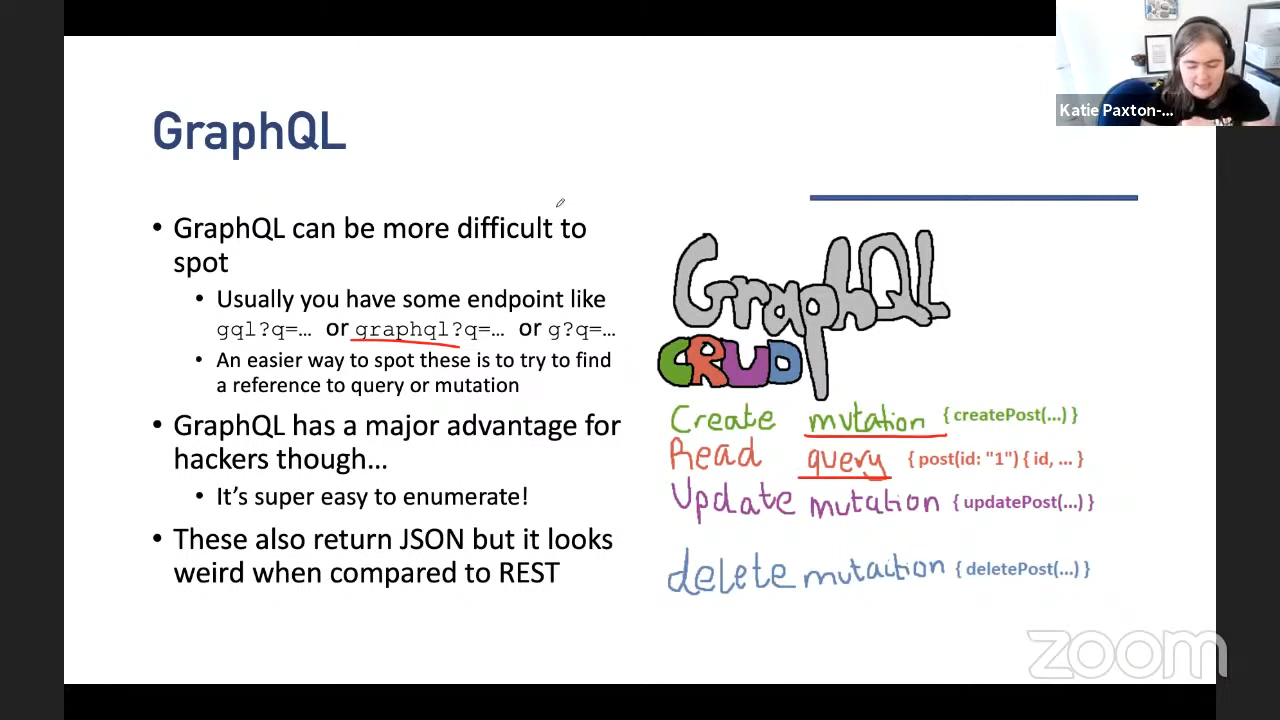 Katie Paxton-...
GraphQL
• GraphQL can be more difficult to
spot
• Usually you have some endpoint like
gql?q=… or graphql?q=… or g?q=…
• An easier way to spot these is to try to find
a reference to query or mutation
• GraphQL has a major advantage for
hackers though…
• It's super easy to enumerate!
• These also return JSON but it looks
weird when compared to REST
GraphQL
CRUD
Create mutation { createPost(...) }
Read query { post(id: "1") { id, ... }
Update mutation { updatePost(...) }
delete mutaition { deletePost(...) }
zoom